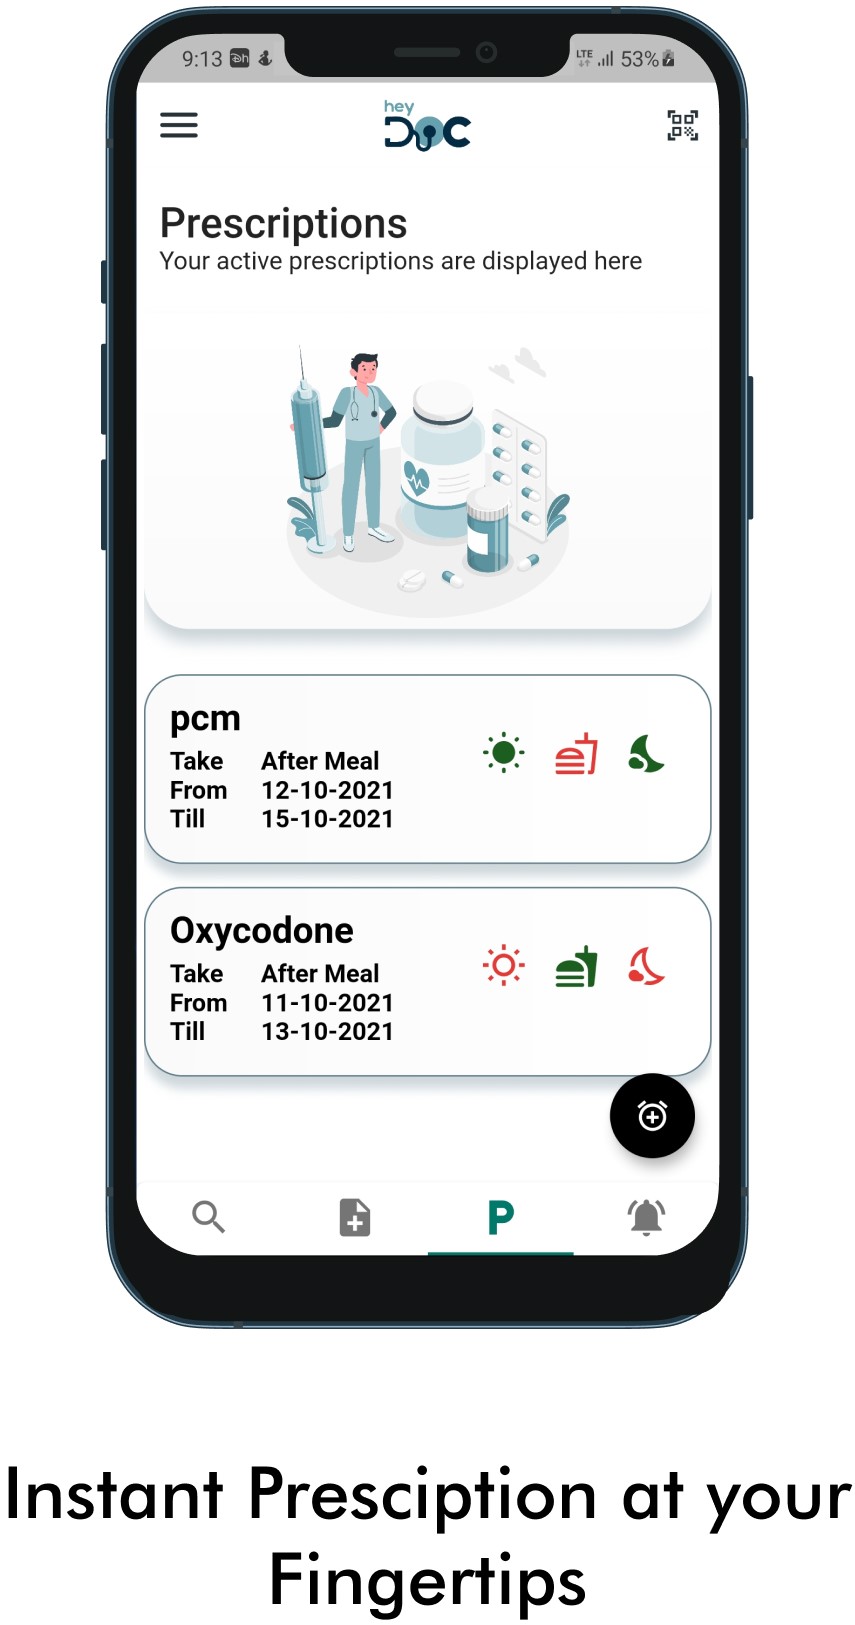 9:13
LTE
53%
hey
DOC
Prescriptions
Your active prescriptions are displayed here
pcm
Take After Meal
From 12-10-2021
Till 15-10-2021
Oxycodone
Take After Meal
From 11-10-2021
Till 13-10-2021
P
Instant Presciption at your
Fingertips